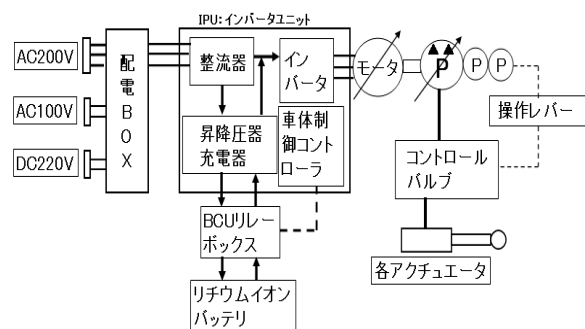 IPU:インバータユニット
AC200V
AC100V
DC220V
配電BOX
整流器
イン
バータ
モータ
P
P
P
操作レバー
昇降圧器
充電器
車体制
御コント
ローラ
コントロール
バルブ
BCUリレー
ボックス
各アクチュエータ
リチウムイオン
バッテリ